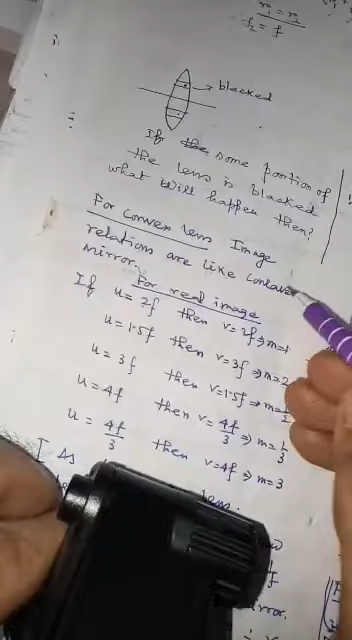 blacked
If some portion of
the lens is blacked
what will happen then?
For convex lens Image
relations are like concave
mirror.
For real image
If u = 2f then v = 2f ⇒ m = 1
u = 1.5f then v = 3f ⇒ m = 2
u = 3f then v = 1.5f ⇒ m = 1/2
u = 4f then v = 4f/3 ⇒ m = 1/3
u = 4f/3 then v = 4f ⇒ m = 3
I As
lens.